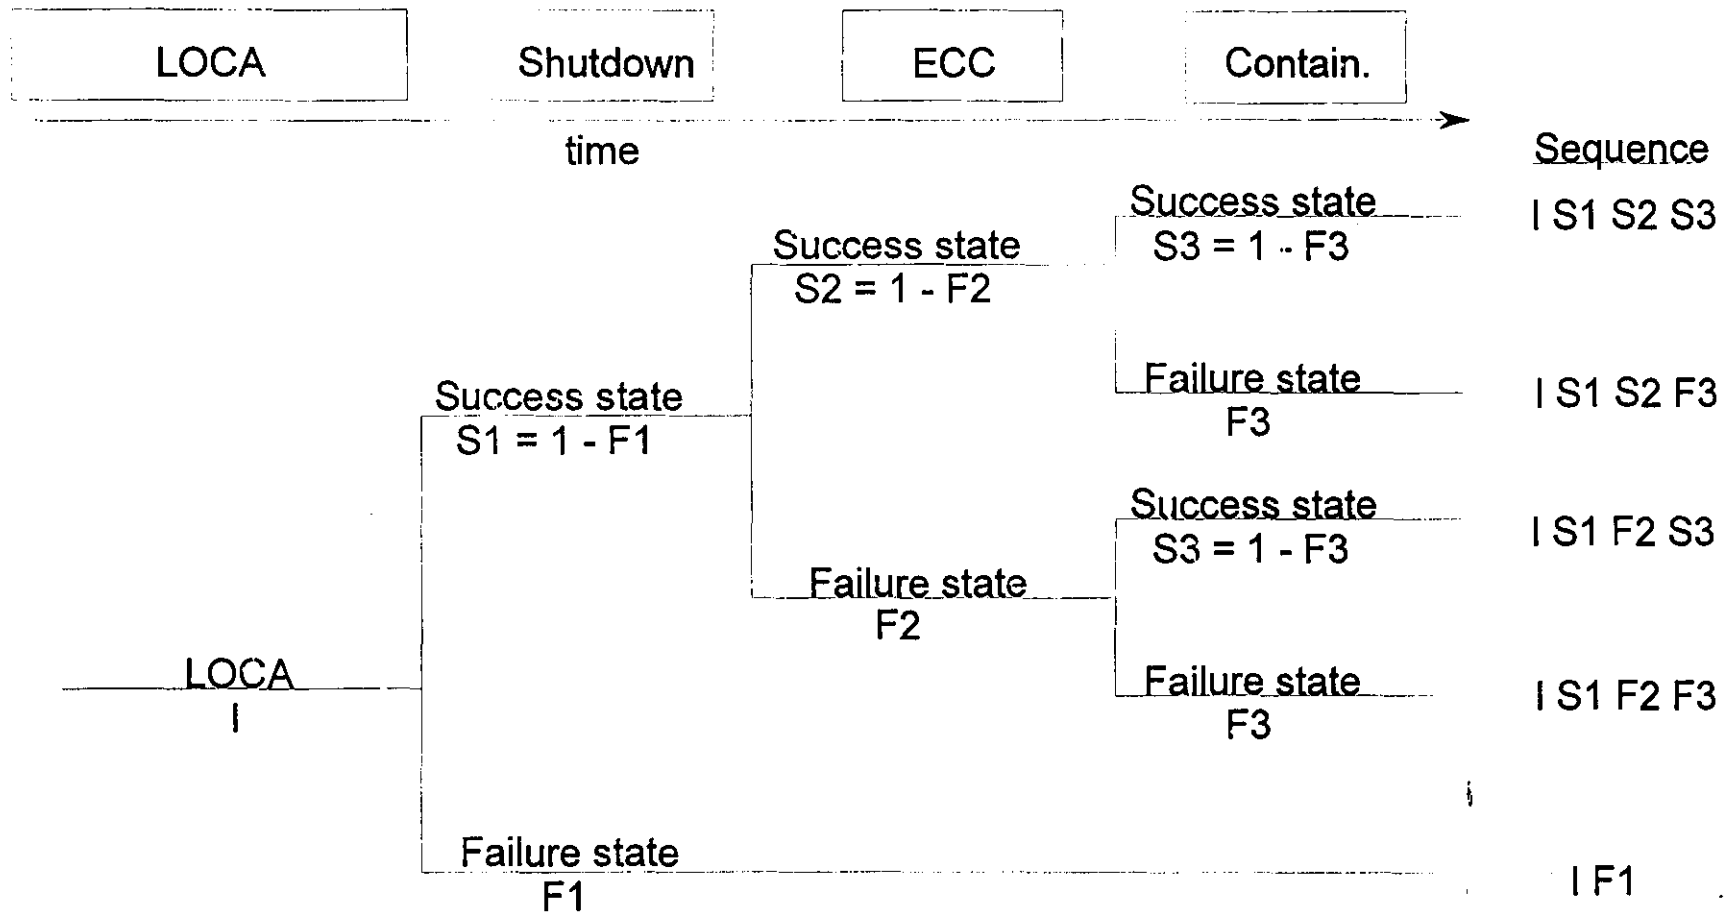 LOCA Shutdown ECC Contain.
time
Sequence
Success state I S1 S2 S3
S3 = 1 - F3
Success state
S2 = 1 - F2
Failure state I S1 S2 F3
F3
Success state
S1 = 1 - F1
Success state I S1 F2 S3
S3 = 1 - F3
Failure state
F2
LOCA
I
Failure state I S1 F2 F3
F3
Failure state I F1
F1